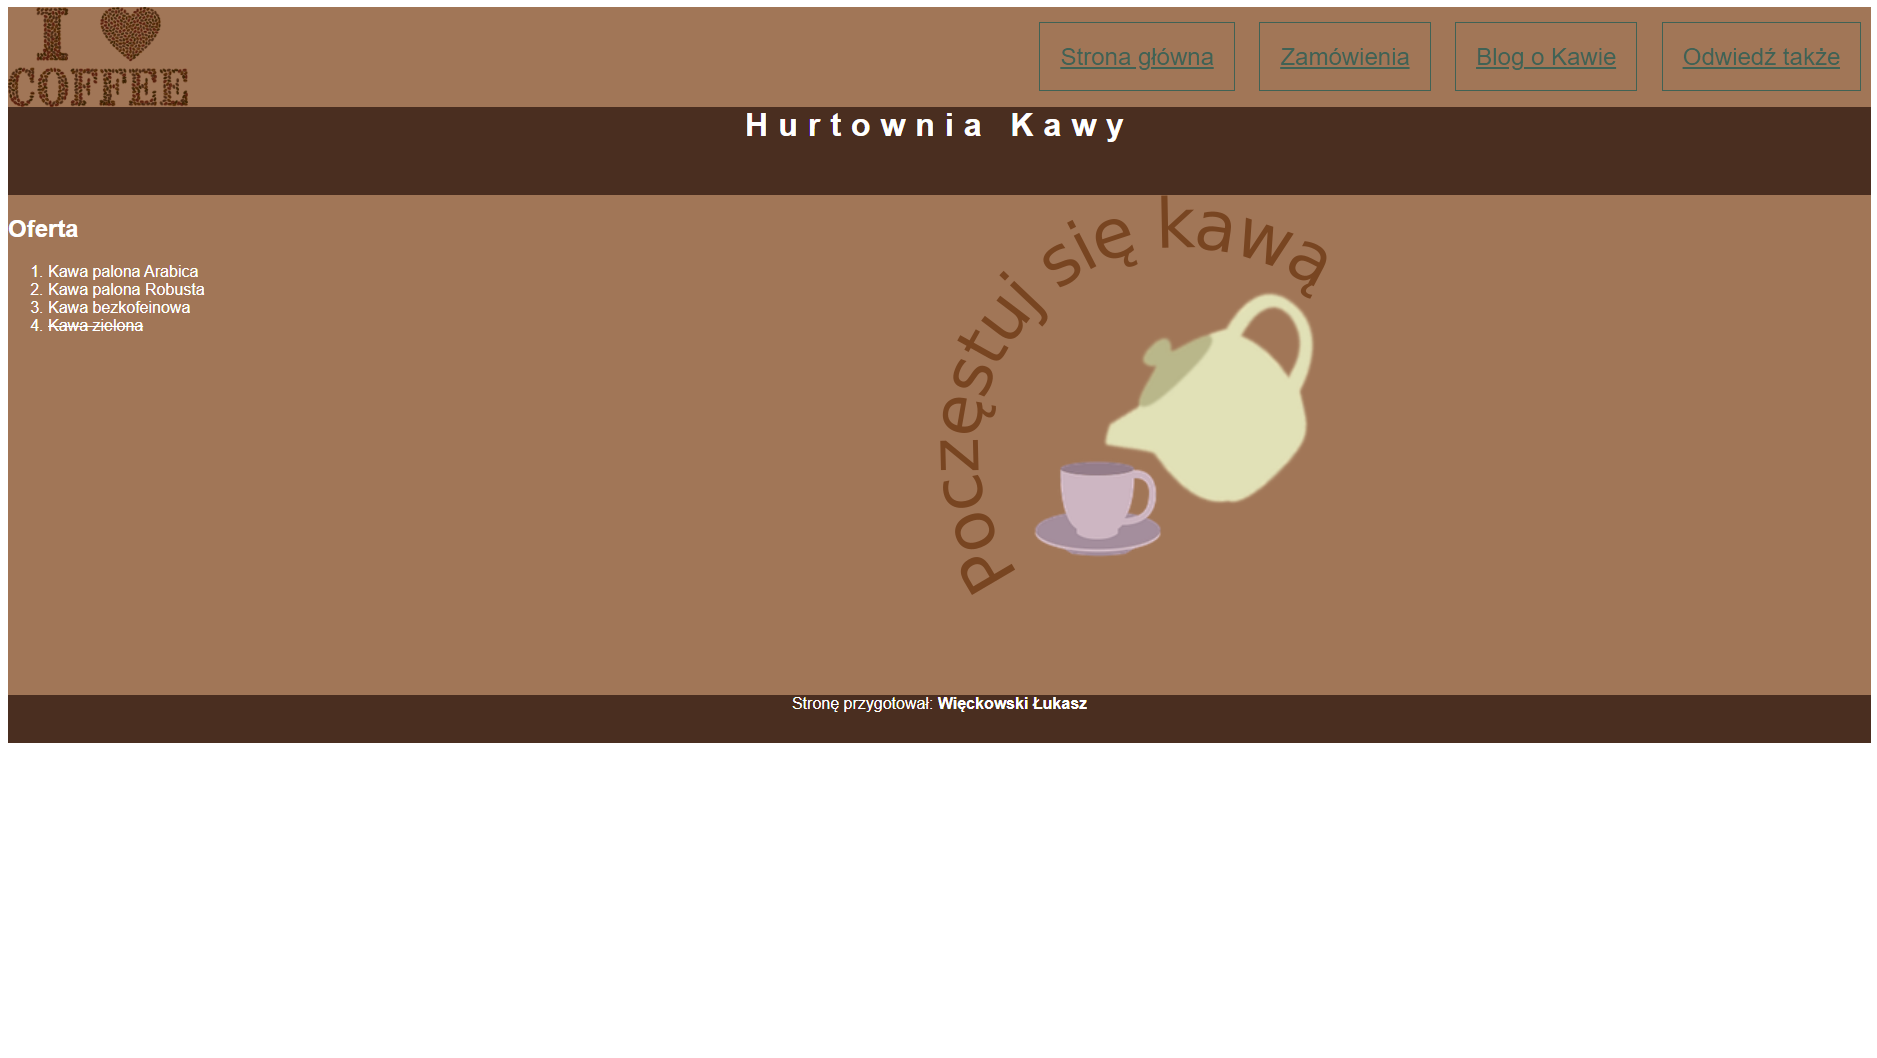 I ♥
COFFEE
Strona główna
Zamówienia
Blog o Kawie
Odwiedź także
Hurtownia Kawy
Oferta
1. Kawa palona Arabica
2. Kawa palona Robusta
3. Kawa bezkofeinowa
4. Kawa zielona
Poczęstuj się kawą
Stronę przygotował: Więckowski Łukasz